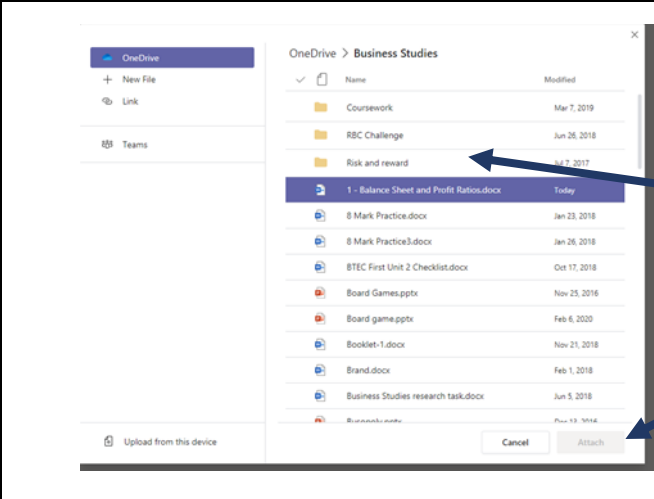 OneDrive
New File
Link
Teams
Upload from this device
OneDrive > Business Studies
Name Modified
Coursework Mar 7, 2019
RBC Challenge Jun 26, 2018
Risk and reward Jul 7, 2017
1 - Balance Sheet and Profit Ratios.docx Today
8 Mark Practice.docx Jan 23, 2018
8 Mark Practice3.docx Jan 26, 2018
BTEC First Unit 2 Checklist.docx Oct 17, 2018
Board Games.pptx Nov 25, 2016
Board game.pptx Feb 6, 2020
Booklet-1.docx Nov 21, 2018
Brand.docx Feb 1, 2018
Business Studies research task.docx Jun 5, 2018
Cancel Attach